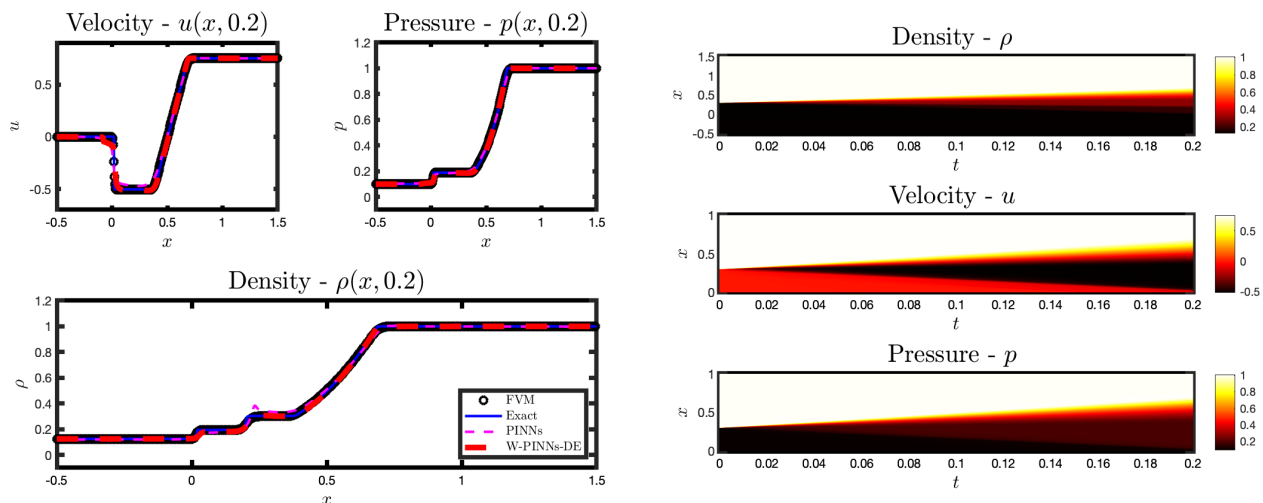 Velocity - u(x, 0.2)
0.5
0
-0.5
u
-0.5 0 0.5 1 1.5
x
Pressure - p(x, 0.2)
1.2
1
0.8
0.6
0.4
0.2
0
p
-0.5 0 0.5 1 1.5
x
Density - ρ(x, 0.2)
1.2
1
0.8
0.6
0.4
0.2
0
ρ
FVM
Exact
PINNs
W-PINNs-DE
-0.5 0 0.5 1 1.5
x
Density - ρ
1.5
1
0.5
0
-0.5
x
0 0.02 0.04 0.06 0.08 0.1 0.12 0.14 0.16 0.18 0.2
t
1
0.8
0.6
0.4
0.2
Velocity - u
1
0.5
0
x
0 0.02 0.04 0.06 0.08 0.1 0.12 0.14 0.16 0.18 0.2
t
0.5
0
-0.5
Pressure - p
1
0.5
0
x
0 0.02 0.04 0.06 0.08 0.1 0.12 0.14 0.16 0.18 0.2
t
1
0.8
0.6
0.4
0.2